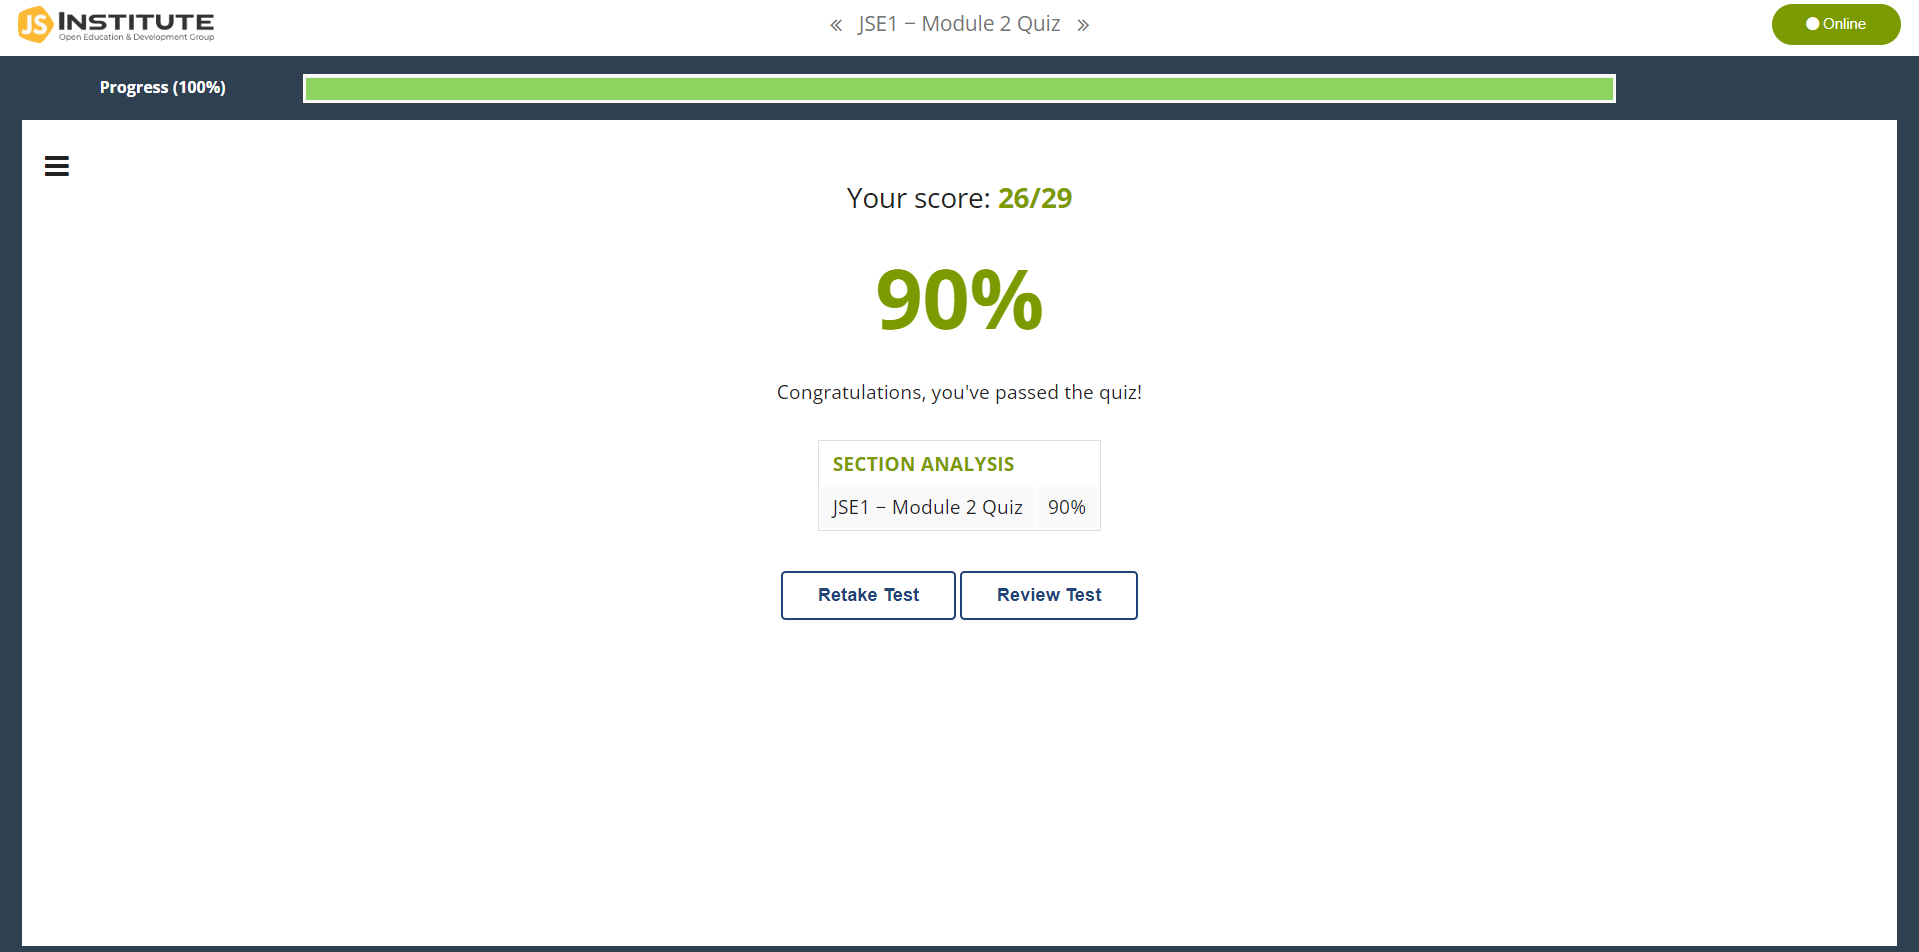 JS INSTITUTE
Open Education & Development Group
« JSE1 − Module 2 Quiz »
Online
Progress (100%)
Your score: 26/29
90%
Congratulations, you've passed the quiz!
SECTION ANALYSIS
JSE1 − Module 2 Quiz 90%
Retake Test Review Test